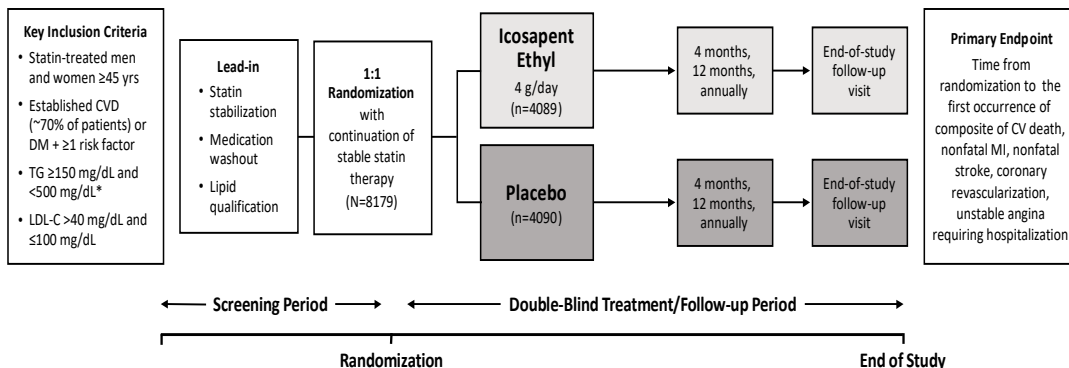 Key Inclusion Criteria
• Statin-treated men
and women ≥45 yrs
• Established CVD
(~70% of patients) or
DM + ≥1 risk factor
• TG ≥150 mg/dL and
<500 mg/dL*
• LDL-C >40 mg/dL and
≤100 mg/dL
Lead-in
• Statin
stabilization
• Medication
washout
• Lipid
qualification
1:1
Randomization
with
continuation of
stable statin
therapy
(N=8179)
Icosapent
Ethyl
4 g/day
(n=4089)
4 months,
12 months,
annually
End-of-study
follow-up
visit
Placebo
(n=4090)
4 months,
12 months,
annually
End-of-study
follow-up
visit
Primary Endpoint
Time from
randomization to the
first occurrence of
composite of CV death,
nonfatal MI, nonfatal
stroke, coronary
revascularization,
unstable angina
requiring hospitalization
Screening Period
Double-Blind Treatment/Follow-up Period
Randomization
End of Study